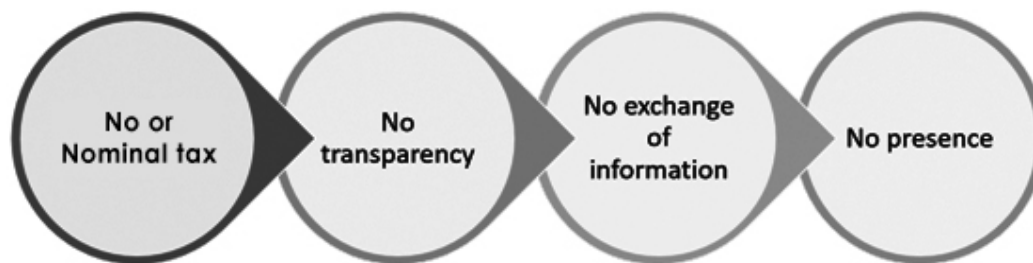 No or
Nominal tax
No
transparency
No exchange
of
information
No presence